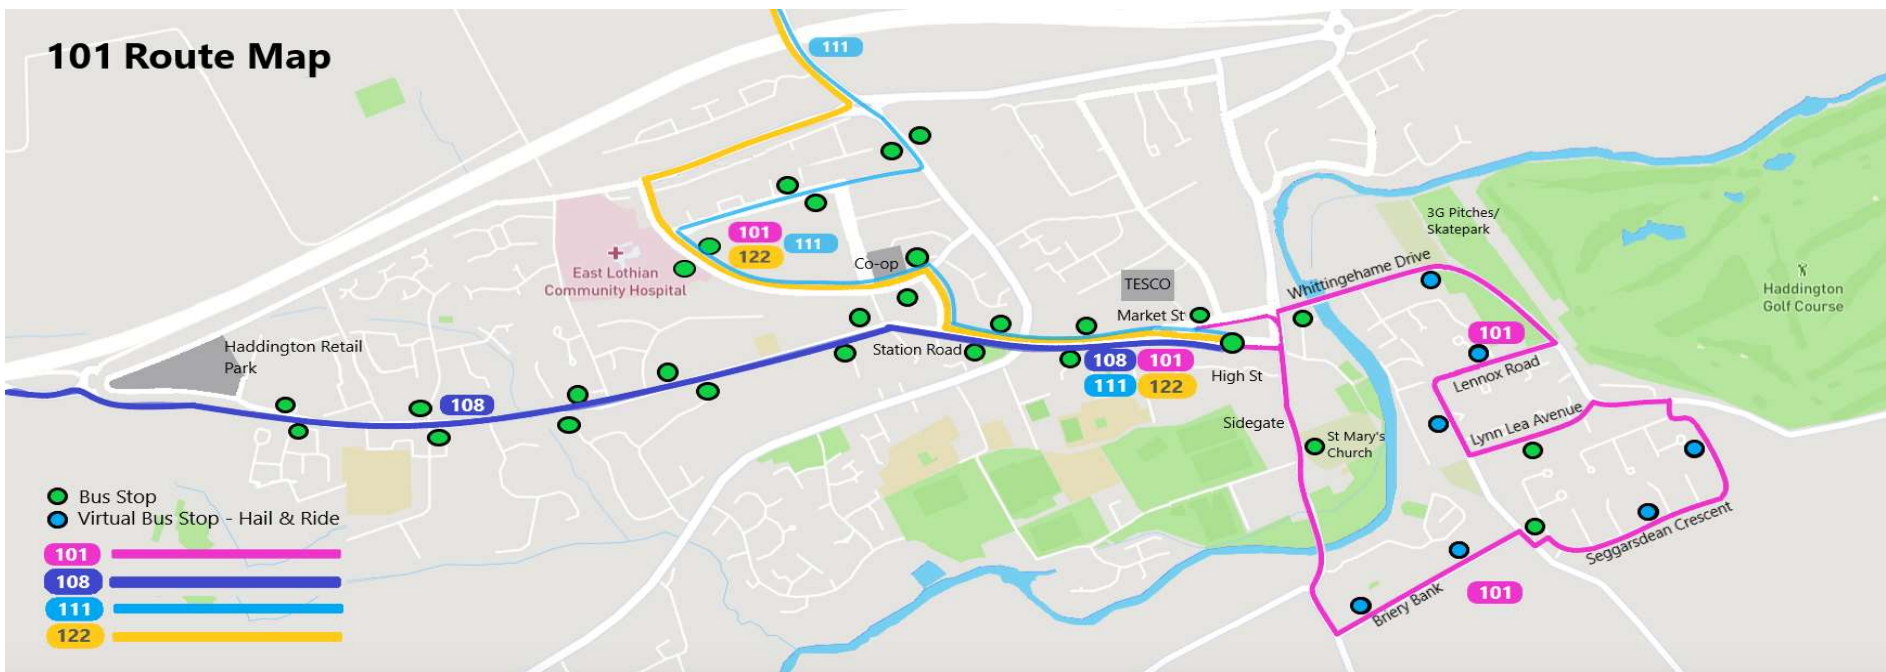 101 Route Map
111
3G Pitches/
Skatepark
101
111
122
Co-op
East Lothian
Community Hospital
TESCO
Market St
Whittingehame Drive
Haddington
Golf Course
Haddington Retail
Park
Station Road
108
101
111
122
High St
101
Lennox Road
108
Sidegate
Lynn Lea Avenue
St Mary's
Church
Bus Stop
Virtual Bus Stop - Hail & Ride
Seggarsdean Crescent
Briery Bank
101
101
108
111
122